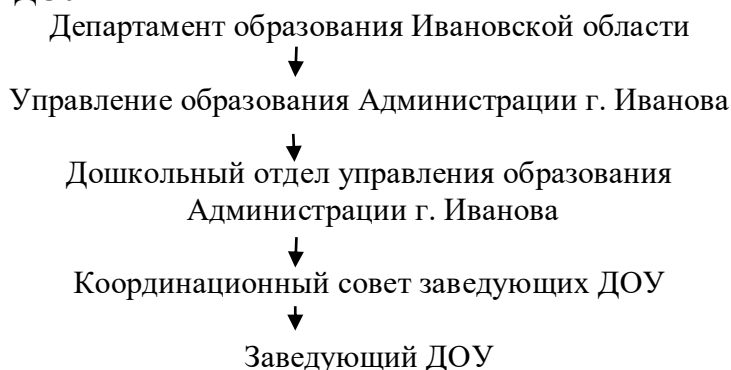 Департамент образования Ивановской области
Управление образования Администрации г. Иванова
Дошкольный отдел управления образования
Администрации г. Иванова
Координационный совет заведующих ДОУ
Заведующий ДОУ